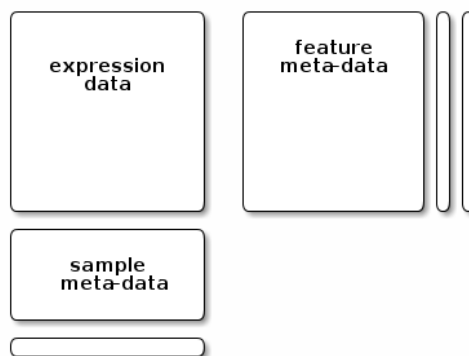 expression
data
feature
meta-data
sample
meta-data